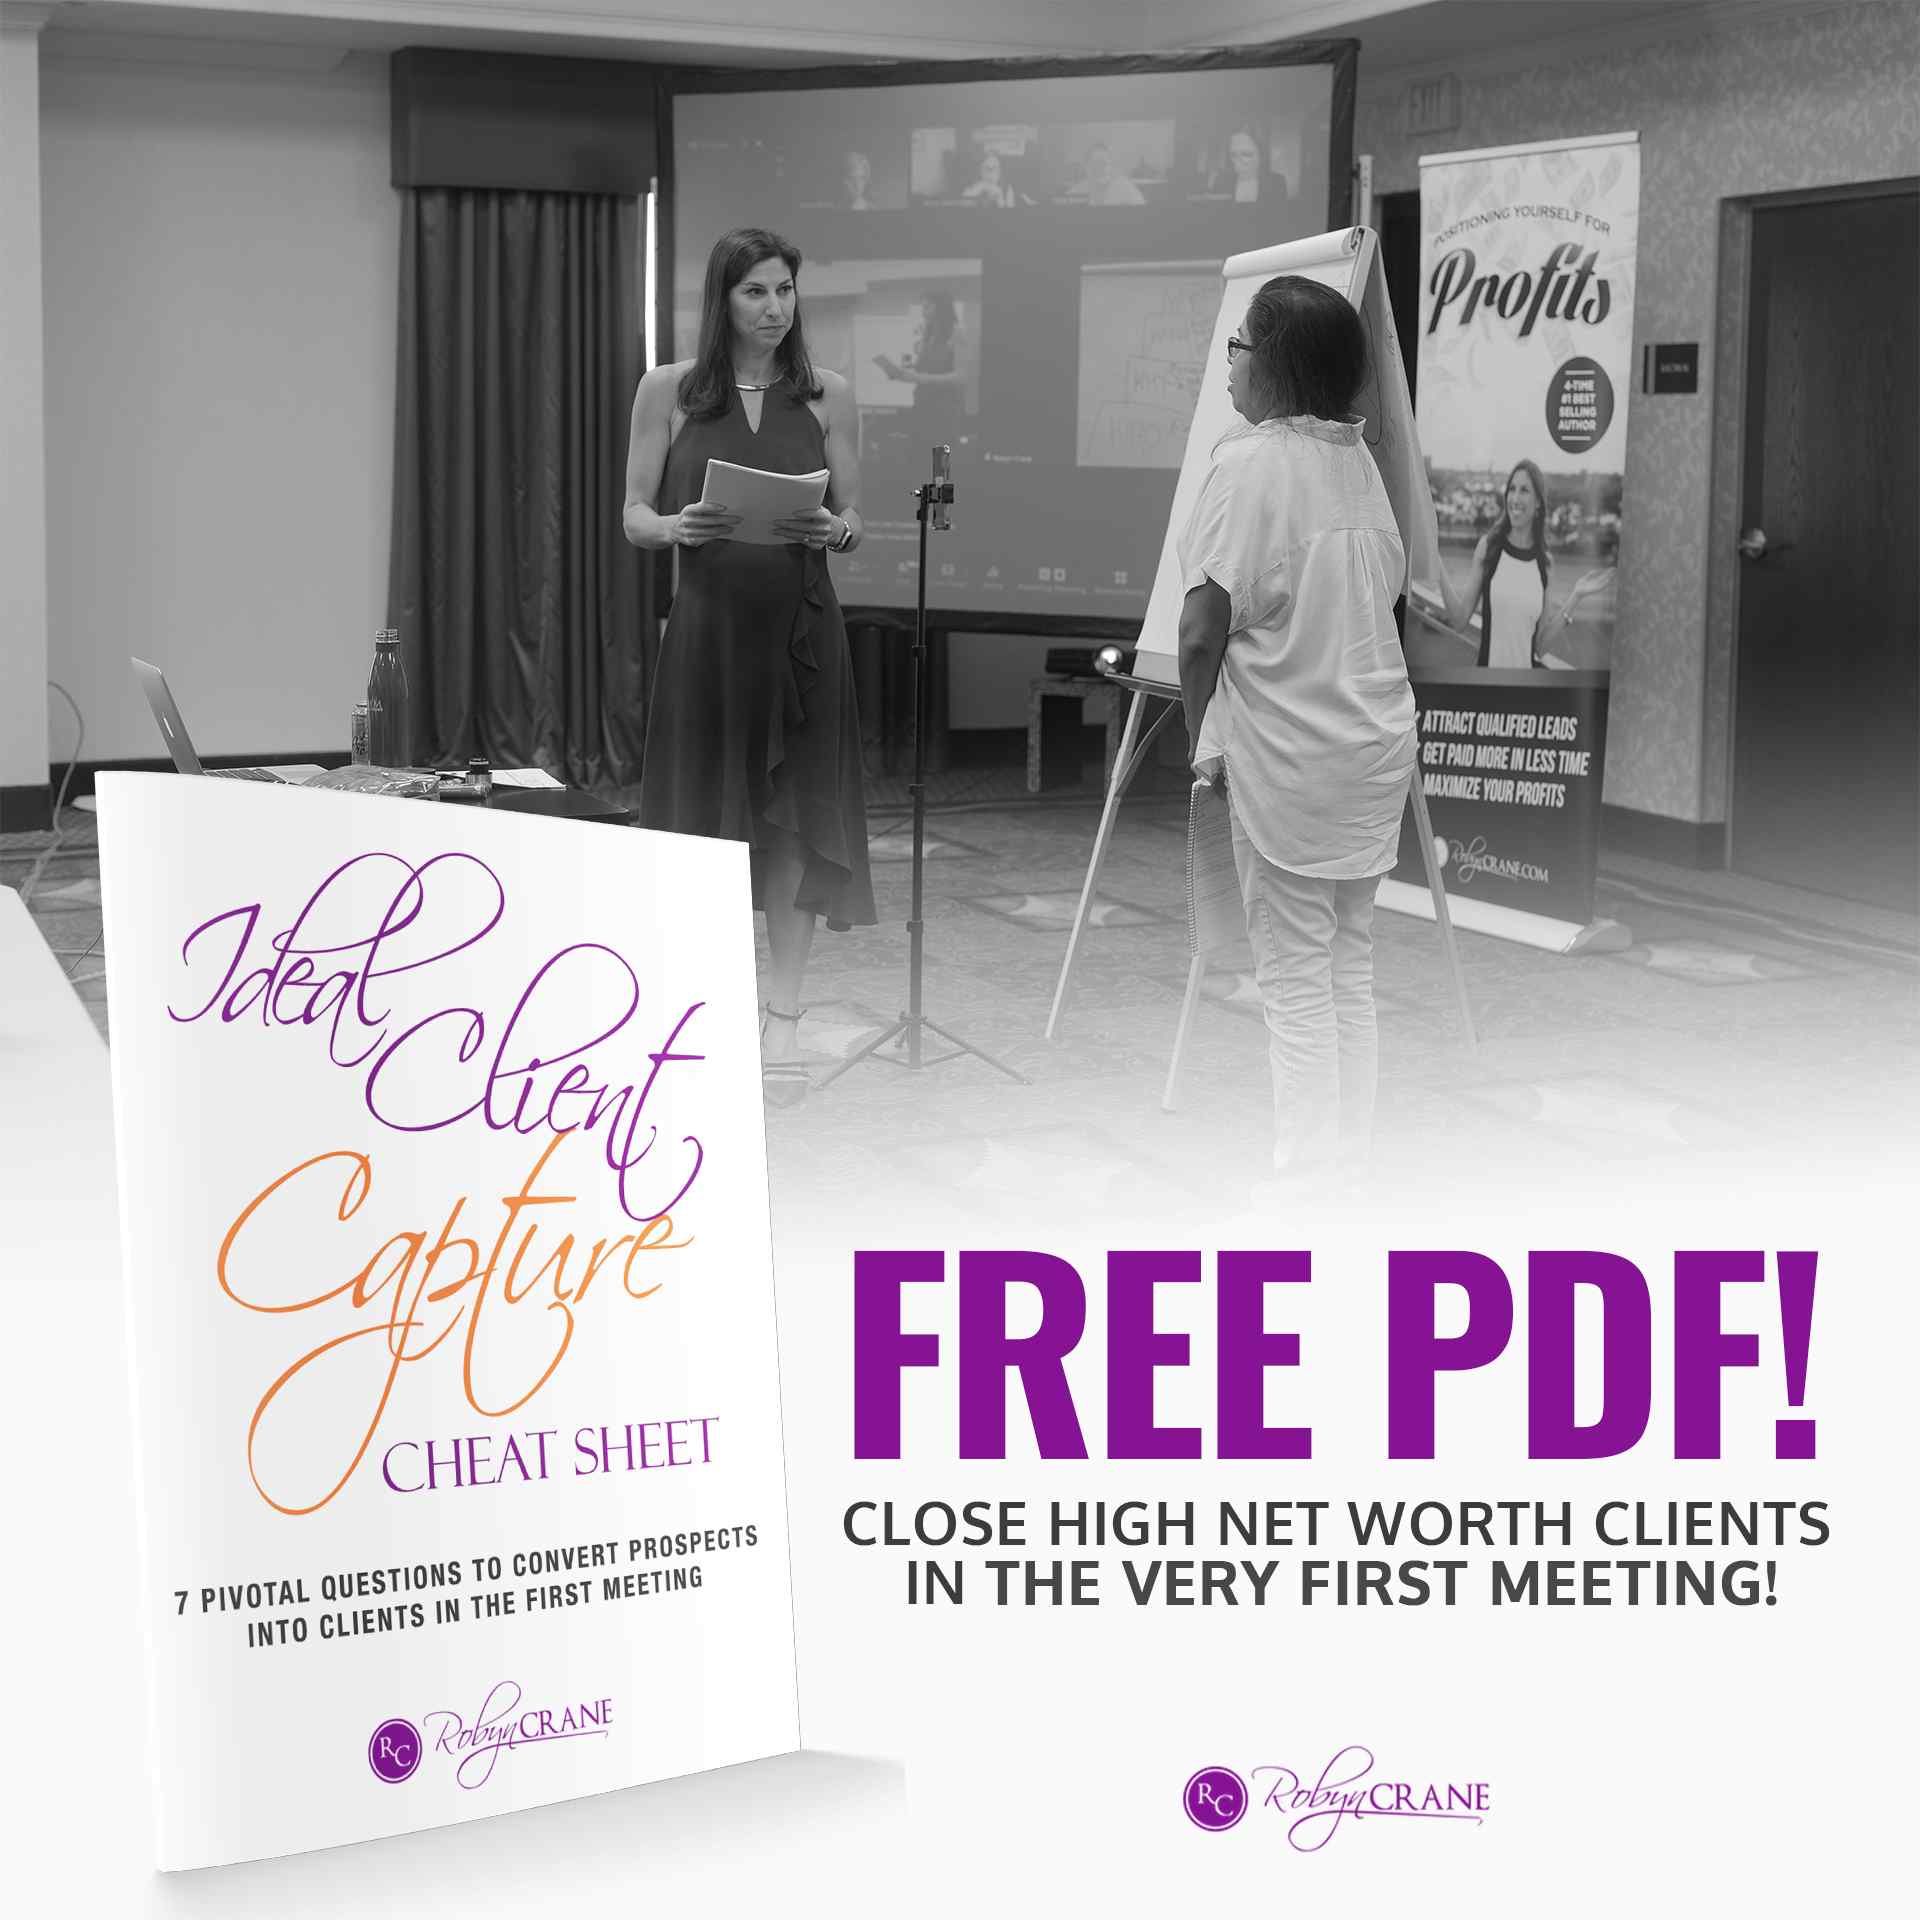 EXIT
POSITIONING YOURSELF FOR
Profits
4-TIME
#1 BEST
SELLING
AUTHOR
ATTRACT QUALIFIED LEADS
GET PAID MORE IN LESS TIME
MAXIMIZE YOUR PROFITS
RobynCRANE.COM
Ideal
Client
Capture
CHEAT SHEET
7 PIVOTAL QUESTIONS TO CONVERT PROSPECTS
INTO CLIENTS IN THE FIRST MEETING
RC RobynCRANE
FREE PDF!
CLOSE HIGH NET WORTH CLIENTS
IN THE VERY FIRST MEETING!
RC RobynCRANE